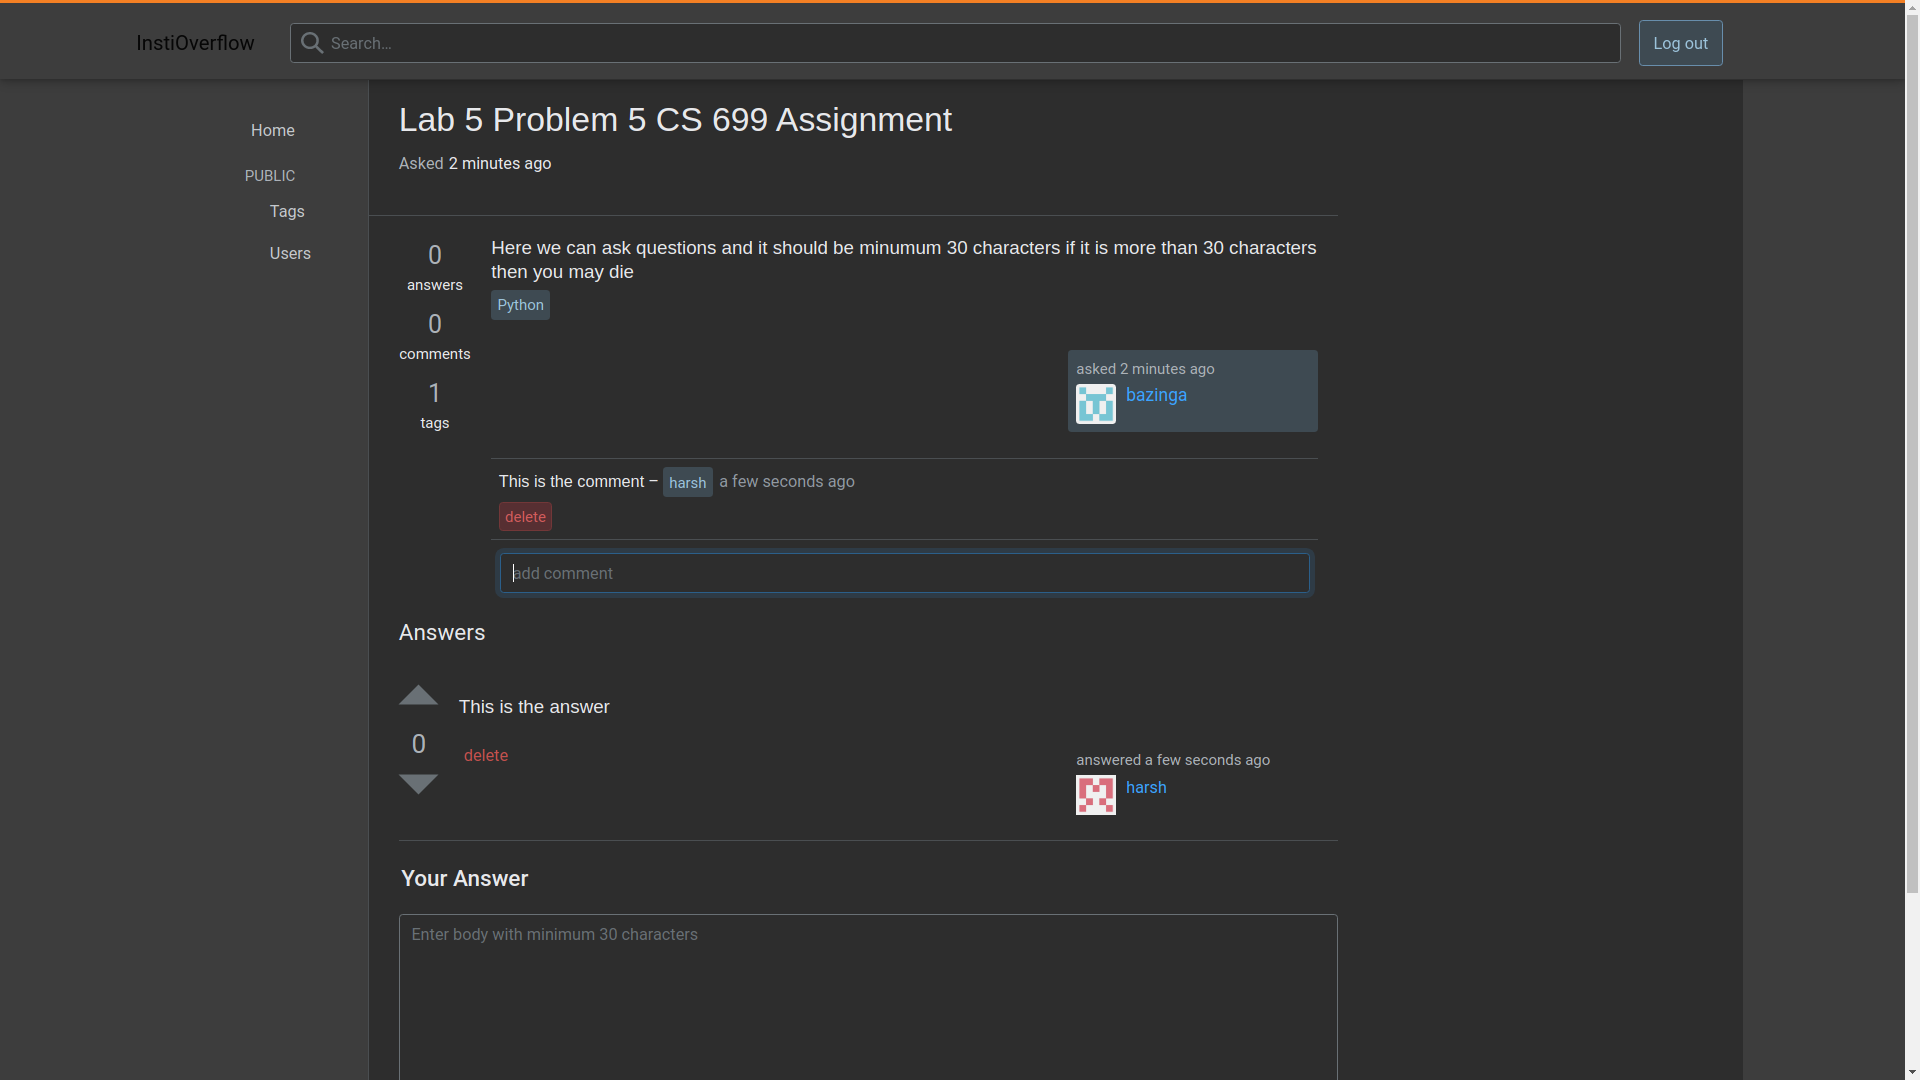 InstiOverflow
Search…
Log out
Home
PUBLIC
Tags
Users
Lab 5 Problem 5 CS 699 Assignment
Asked 2 minutes ago
0
answers
0
comments
1
tags
Here we can ask questions and it should be minumum 30 characters if it is more than 30 characters
then you may die
Python
asked 2 minutes ago
bazinga
This is the comment – harsh a few seconds ago
delete
add comment
Answers
This is the answer
0
delete
answered a few seconds ago
harsh
Your Answer
Enter body with minimum 30 characters